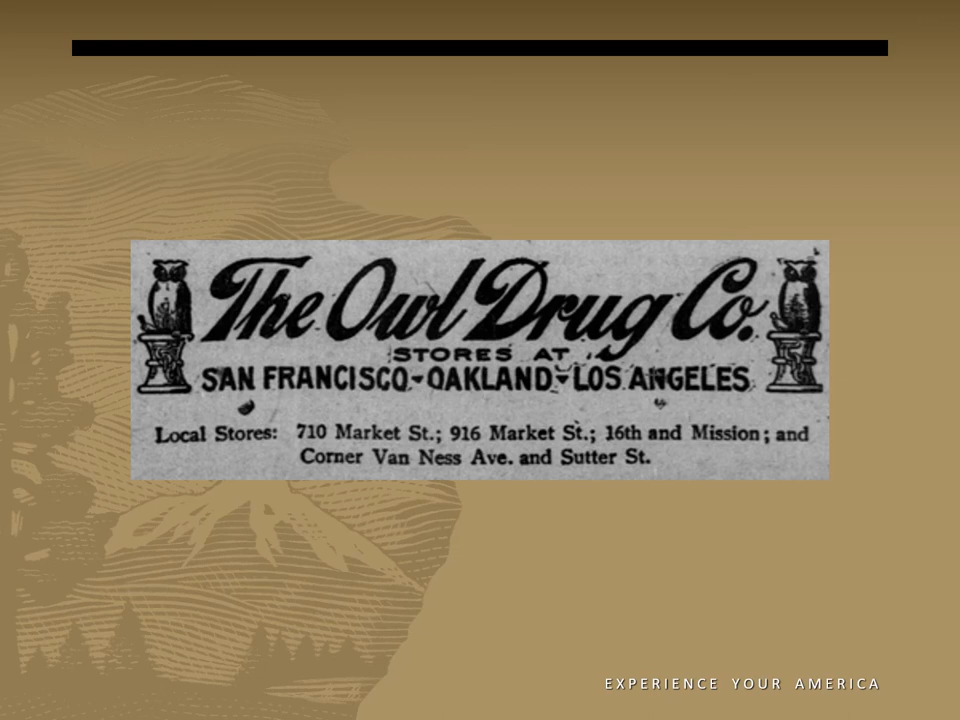 The Owl Drug Co.
STORES AT
SAN FRANCISCO-OAKLAND-LOS ANGELES
Local Stores: 710 Market St.; 916 Market St.; 16th and Mission; and
Corner Van Ness Ave. and Sutter St.
EXPERIENCE YOUR AMERICA